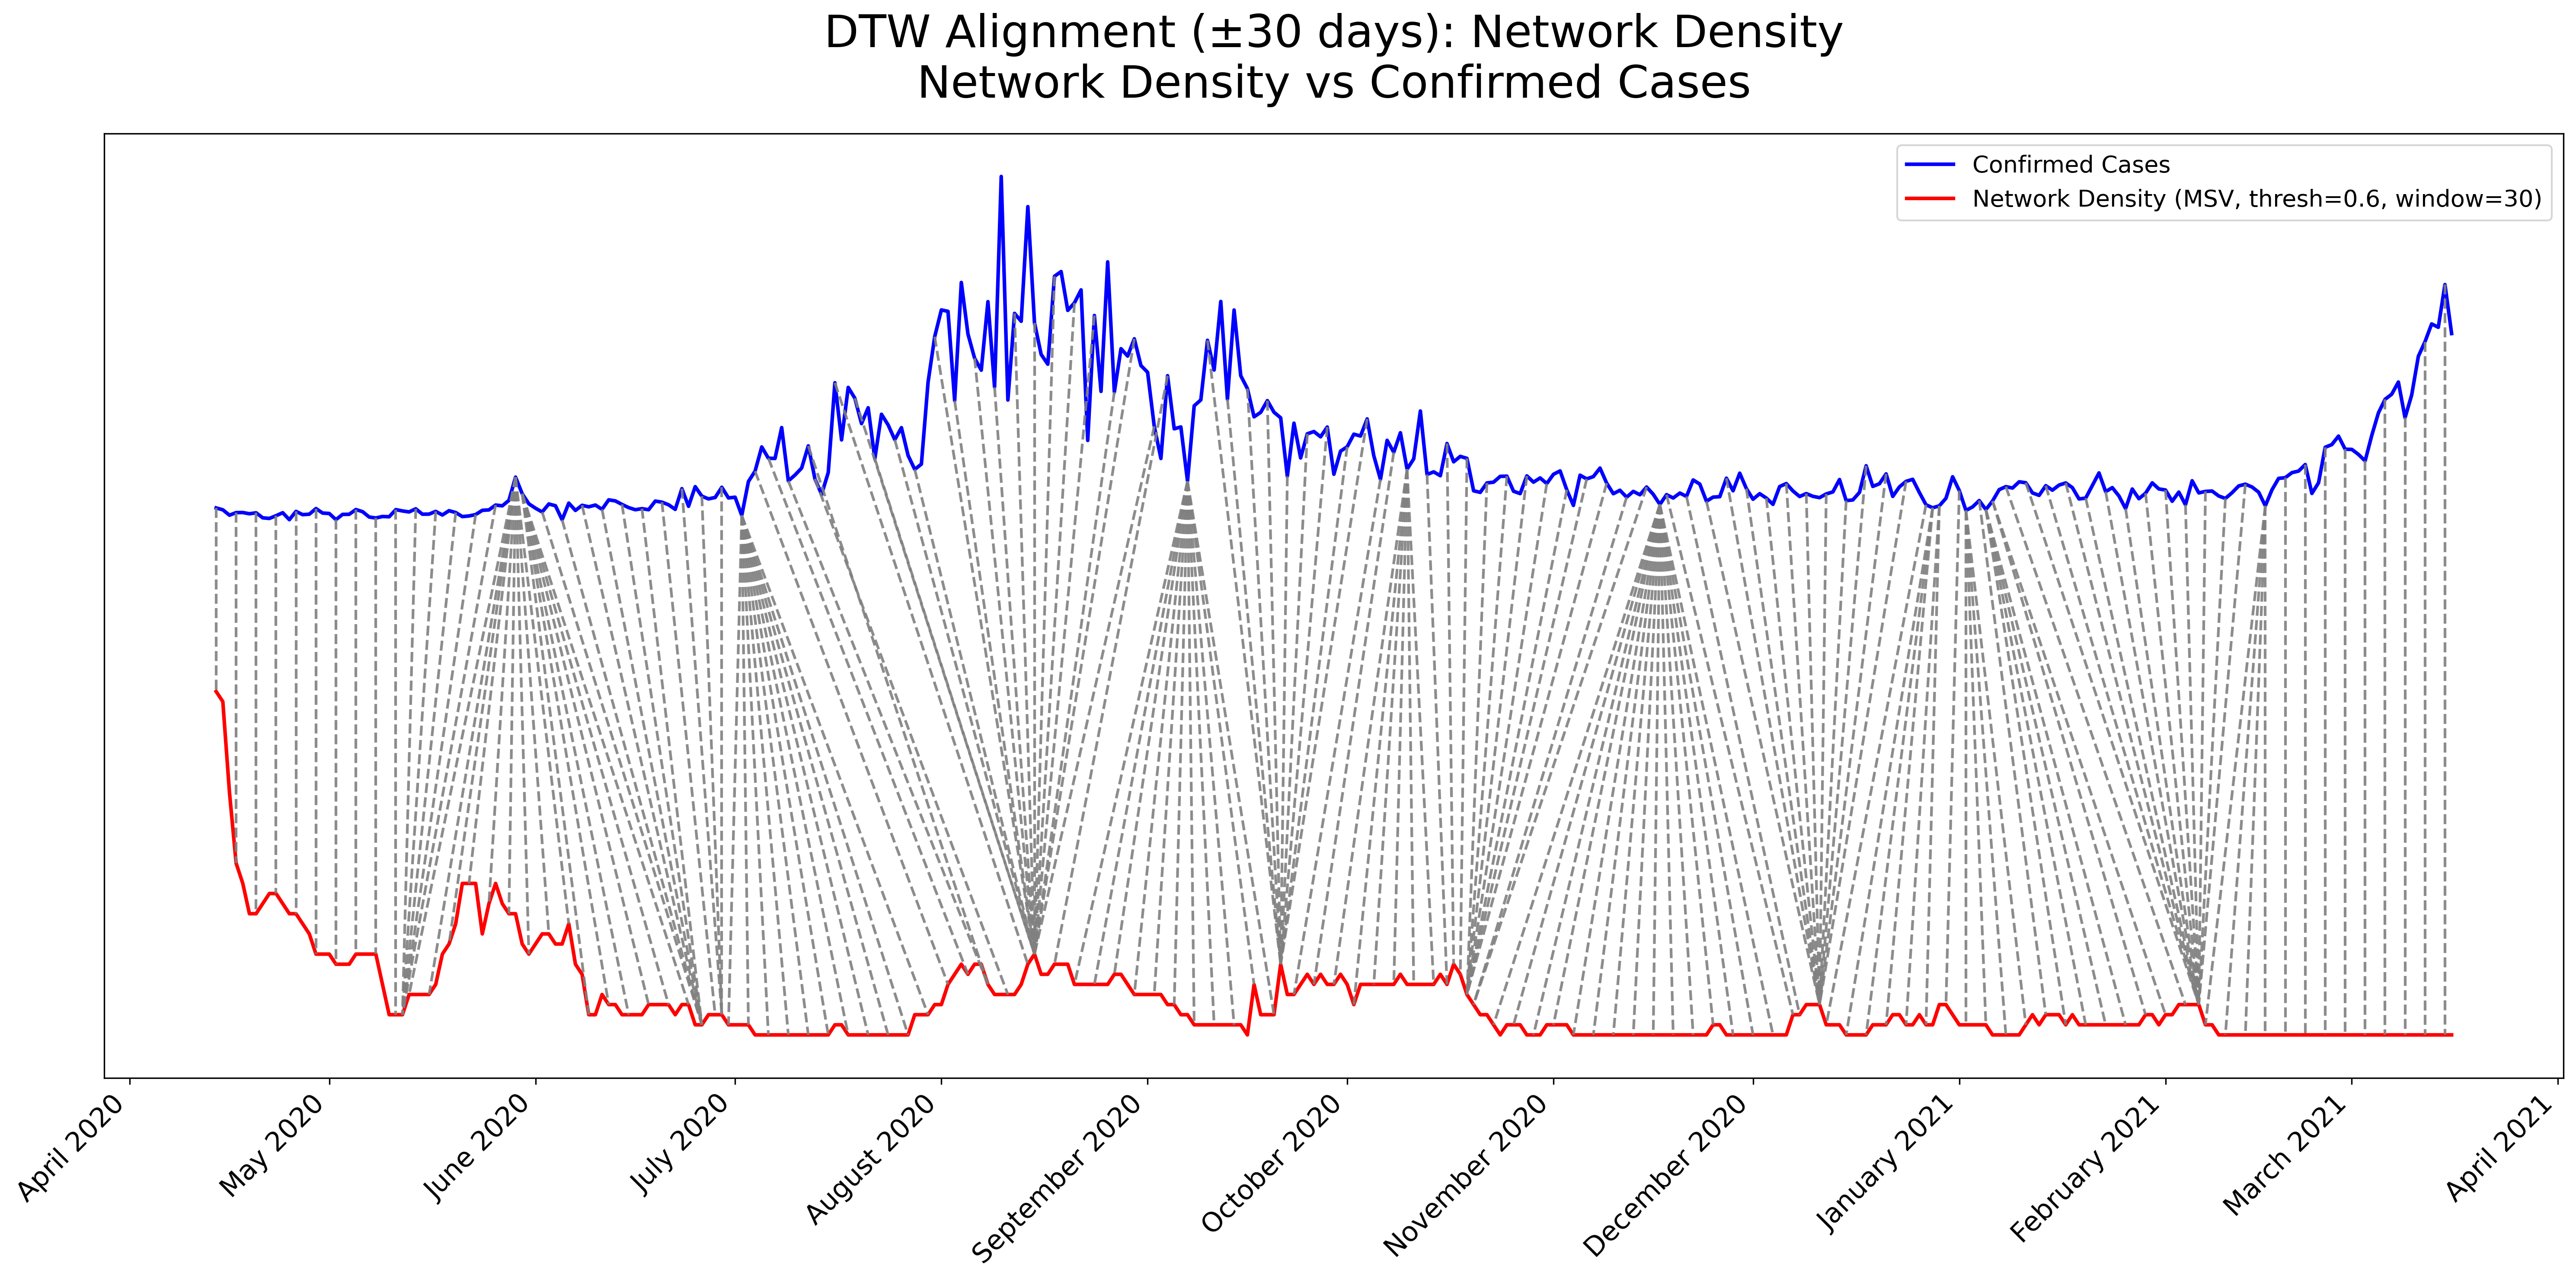 DTW Alignment (±30 days): Network Density
Network Density vs Confirmed Cases
Confirmed Cases
Network Density (MSV, thresh=0.6, window=30)
April 2020
May 2020
June 2020
July 2020
August 2020
September 2020
October 2020
November 2020
December 2020
January 2021
February 2021
March 2021
April 2021